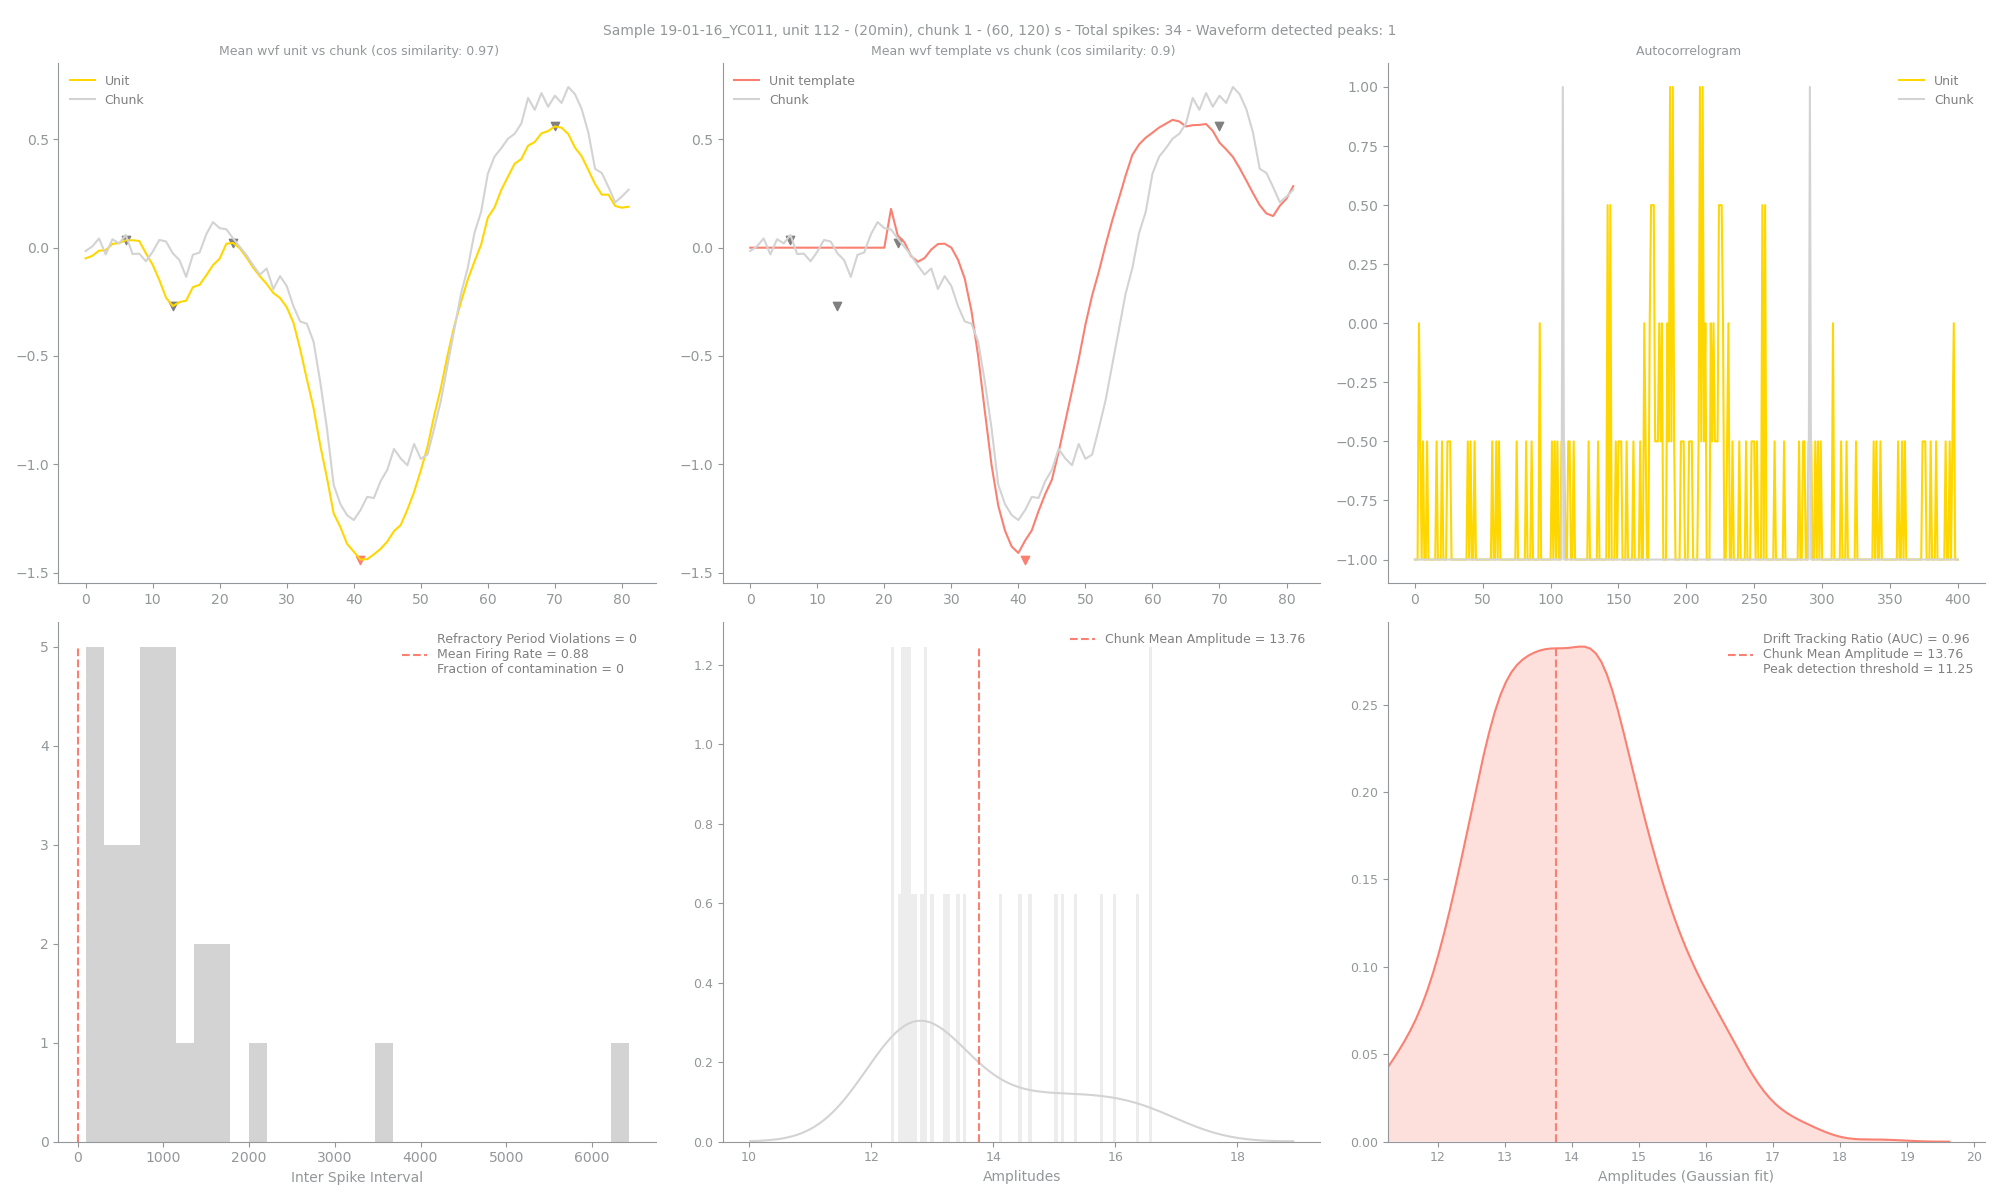 Sample 19-01-16_YC011, unit 112 - (20min), chunk 1 - (60, 120) s - Total spikes: 34 - Waveform detected peaks: 1
Mean wvf unit vs chunk (cos similarity: 0.97)
Unit
Chunk
0.5
0.0
−0.5
−1.0
−1.5
0 10 20 30 40 50 60 70 80
Mean wvf template vs chunk (cos similarity: 0.9)
Unit template
Chunk
0.5
0.0
−0.5
−1.0
−1.5
0 10 20 30 40 50 60 70 80
Autocorrelogram
Unit
Chunk
1.00
0.75
0.50
0.25
0.00
−0.25
−0.50
−0.75
−1.00
0 50 100 150 200 250 300 350 400
Refractory Period Violations = 0
Mean Firing Rate = 0.88
Fraction of contamination = 0
5
4
3
2
1
0
0 1000 2000 3000 4000 5000 6000
Inter Spike Interval
Chunk Mean Amplitude = 13.76
1.2
1.0
0.8
0.6
0.4
0.2
0.0
10 12 14 16 18
Amplitudes
Drift Tracking Ratio (AUC) = 0.96
Chunk Mean Amplitude = 13.76
Peak detection threshold = 11.25
0.25
0.20
0.15
0.10
0.05
0.00
12 13 14 15 16 17 18 19 20
Amplitudes (Gaussian fit)